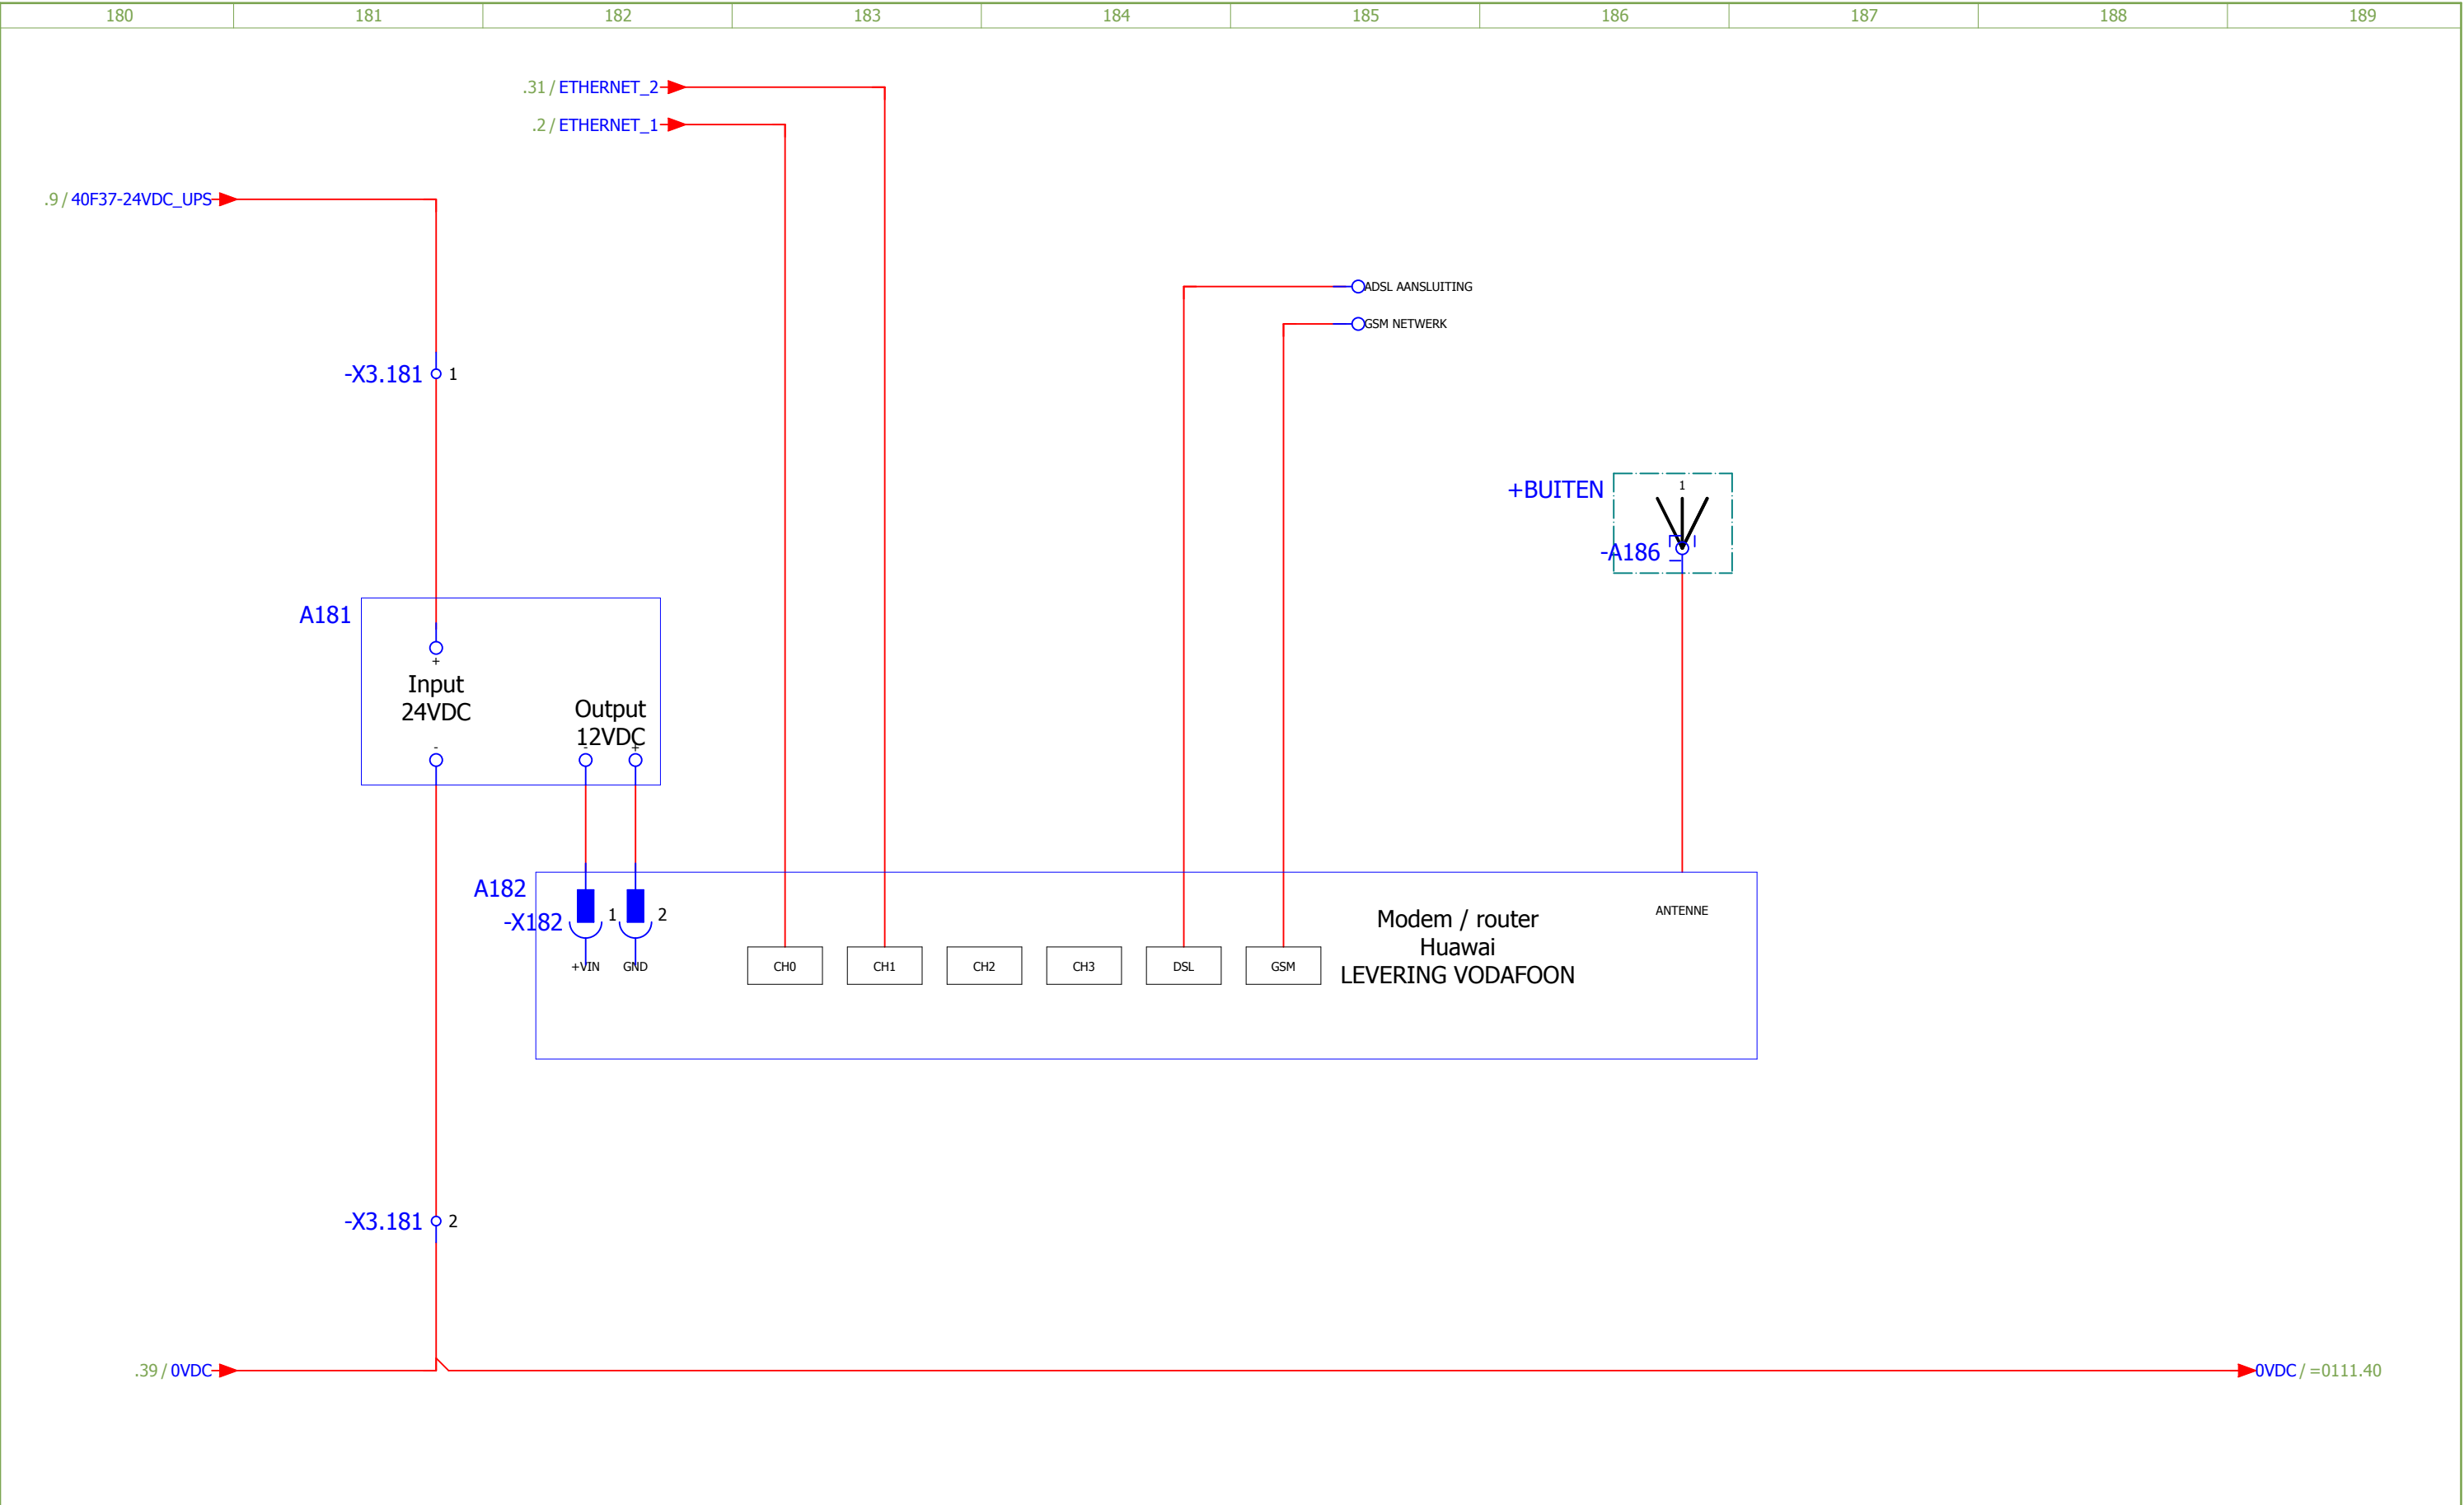 180 181 182 183 184 185 186 187 188 189
.31 / ETHERNET_2
.2 / ETHERNET_1
.9 / 40F37-24VDC_UPS
ADSL AANSLUITING
GSM NETWERK
-X3.181 1
+BUITEN
1
-A186
A181
+
Input
24VDC
-
Output
12VDC
- +
A182
-X182 1 2
+VIN GND
CH0 CH1 CH2 CH3 DSL GSM
Modem / router
Huawai
LEVERING VODAFOON
ANTENNE
-X3.181 2
.39 / 0VDC
0VDC / =0111.40